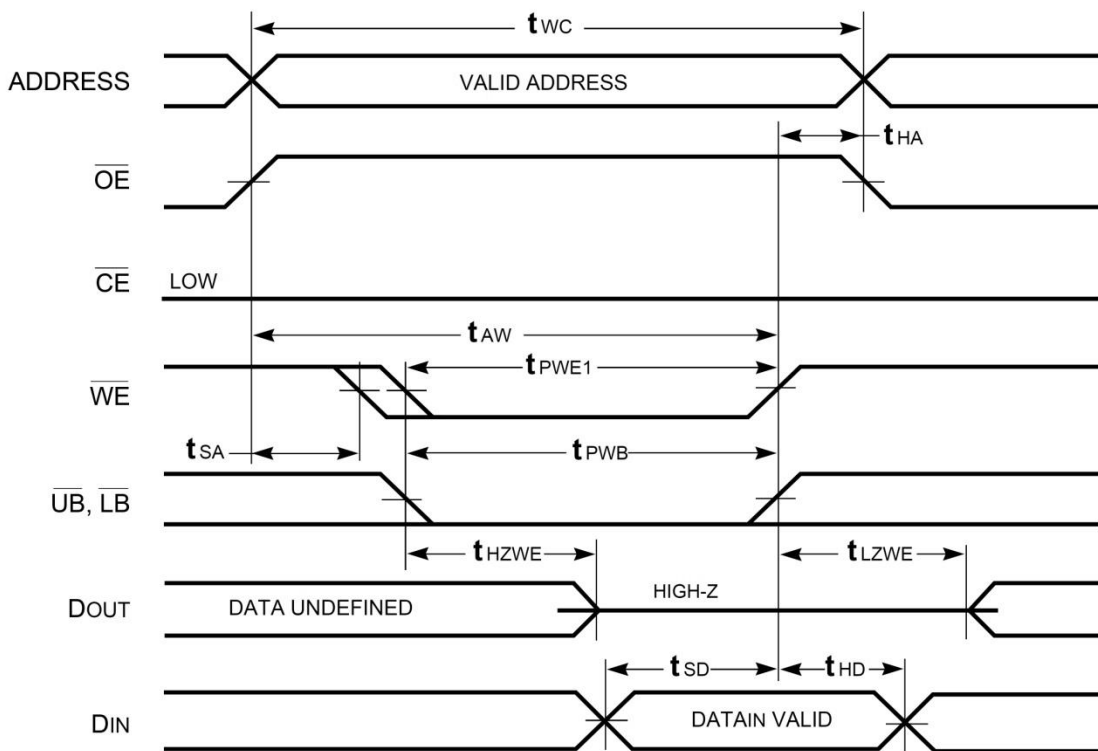 tWC
ADDRESS
VALID ADDRESS
tHA
OE
CE
LOW
tAW
tPWE1
WE
tSA
tPWB
UB, LB
tHZWE
tLZWE
DOUT
DATA UNDEFINED
HIGH-Z
tSD
tHD
DIN
DATAIN VALID